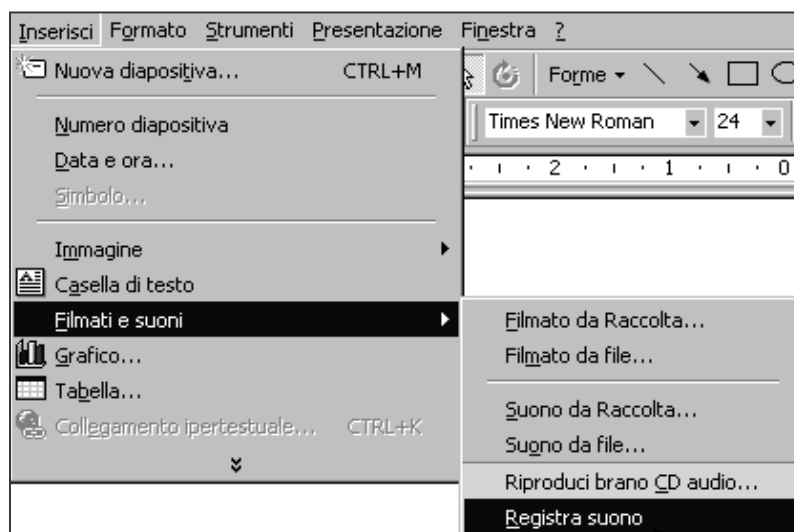 Inserisci Formato Strumenti Presentazione Finestra ?
Nuova diapositiva... CTRL+M
Forme
Numero diapositiva
Times New Roman 24
Data e ora...
2 1 0
Simbolo...
Immagine
Casella di testo
Filmati e suoni
Filmato da Raccolta...
Grafico...
Filmato da file...
Tabella...
Suono da Raccolta...
Collegamento ipertestuale... CTRL+K
Suono da file...
Riproduci brano CD audio...
Registra suono